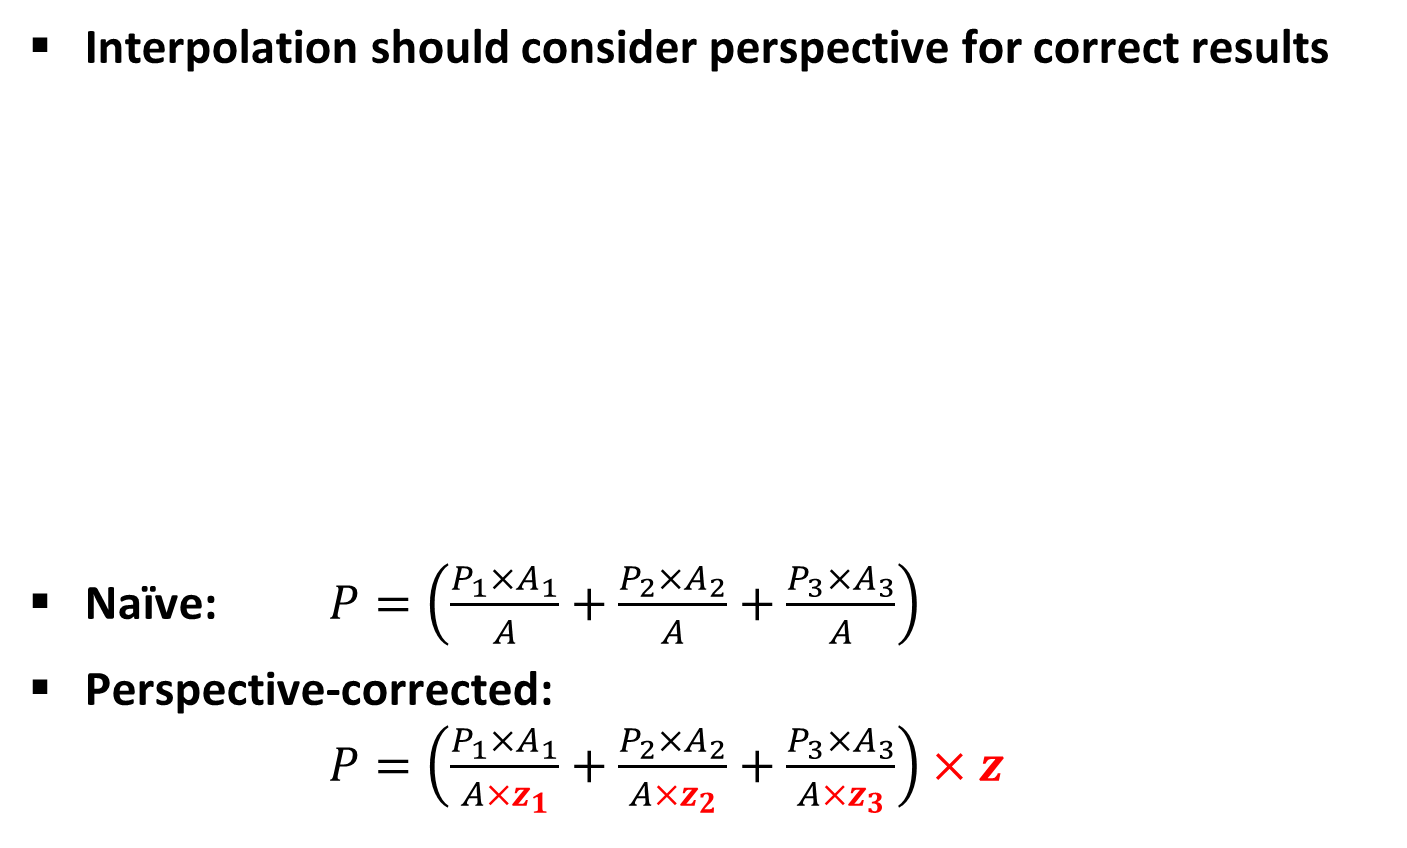 ▪ Interpolation should consider perspective for correct results
▪ Naïve: P = (P₁×A₁/A + P₂×A₂/A + P₃×A₃/A)
▪ Perspective-corrected:
P = (P₁×A₁/A×z₁ + P₂×A₂/A×z₂ + P₃×A₃/A×z₃) × z